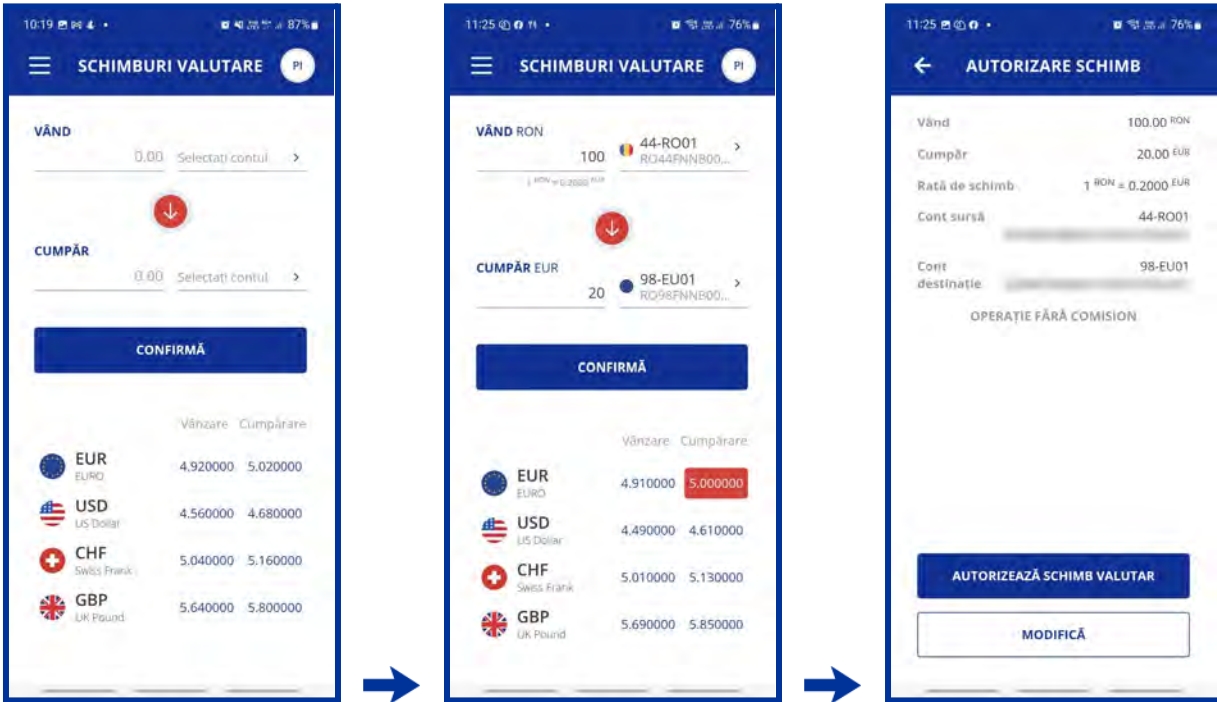 10:19 87%
SCHIMBURI VALUTARE PI
VÂND
0.00 Selectați contul >
CUMPĂR
0.00 Selectați contul >
CONFIRMĂ
Vânzare Cumpărare
EUR 4.920000 5.020000
EURO
USD 4.560000 4.680000
US Dollar
CHF 5.040000 5.160000
Swiss Frank
GBP 5.640000 5.800000
UK Pound
11:25 76%
SCHIMBURI VALUTARE PI
VÂND RON
100 44-RO01 >
RO44FNNB00...
1 RON = 0.2000 EUR
CUMPĂR EUR
20 98-EU01 >
RO98FNNB00...
CONFIRMĂ
Vânzare Cumpărare
EUR 4.910000 5.000000
EURO
USD 4.490000 4.610000
US Dollar
CHF 5.010000 5.130000
Swiss Frank
GBP 5.690000 5.850000
UK Pound
11:25 76%
AUTORIZARE SCHIMB
Vând 100.00 RON
Cumpăr 20.00 EUR
Rată de schimb 1 RON = 0.2000 EUR
Cont sursă 44-RO01
Cont 98-EU01
destinație
OPERAȚIE FĂRĂ COMISION
AUTORIZEAZĂ SCHIMB VALUTAR
MODIFICĂ